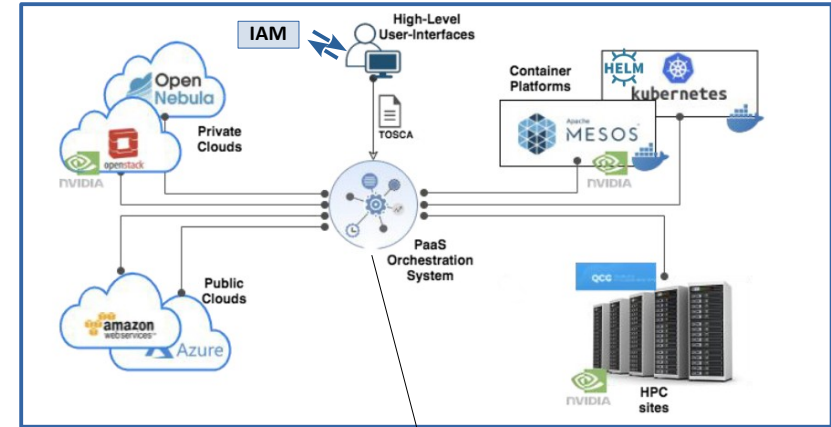 IAM
High-Level
User-Interfaces
TOSCA
Open
Nebula
openstack
NVIDIA
Private
Clouds
Container
Platforms
HELM
kubernetes
Apache
MESOS
NVIDIA
PaaS
Orchestration
System
Public
Clouds
amazon
webservices™
Azure
QCG
NVIDIA
HPC
sites